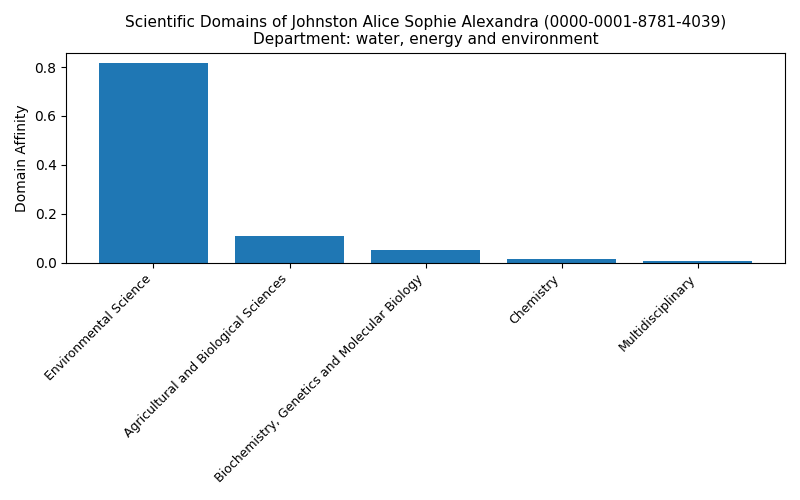 Scientific Domains of Johnston Alice Sophie Alexandra (0000-0001-8781-4039)
Department: water, energy and environment
Domain Affinity
0.8
0.6
0.4
0.2
0.0
Environmental Science
Agricultural and Biological Sciences
Biochemistry, Genetics and Molecular Biology
Chemistry
Multidisciplinary